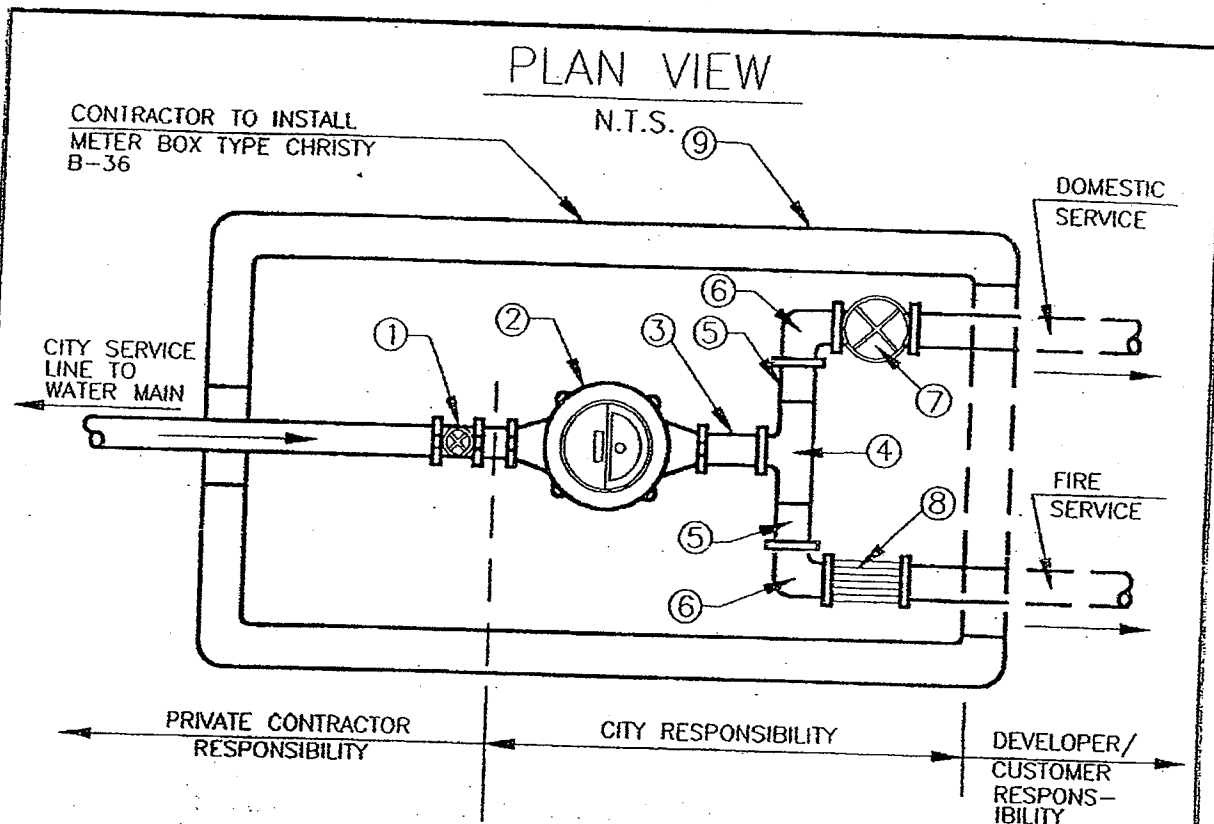 PLAN VIEW
N.T.S.
CONTRACTOR TO INSTALL
METER BOX TYPE CHRISTY
B-36
9
DOMESTIC
SERVICE
CITY SERVICE
LINE TO
WATER MAIN
1
2
3
5
6
7
4
FIRE
SERVICE
5
8
6
PRIVATE CONTRACTOR
RESPONSIBILITY
CITY RESPONSIBILITY
DEVELOPER/
CUSTOMER
RESPONS-
IBILITY